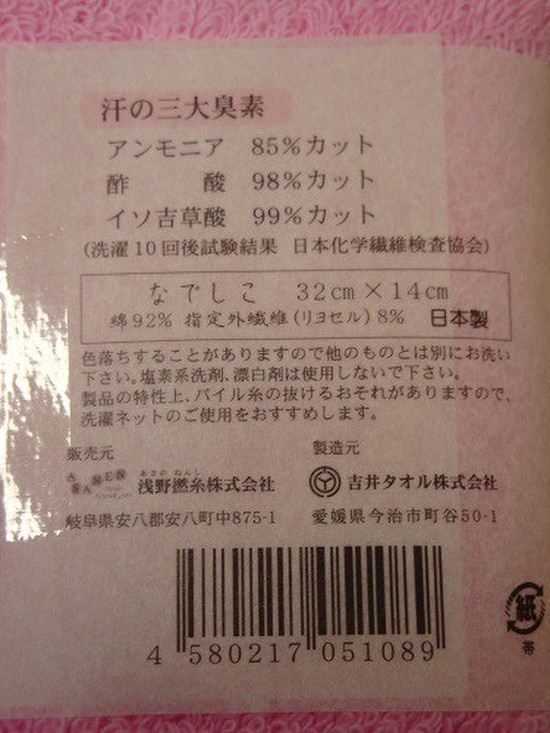 汗の三大臭素
アンモニア 85%カット
酢酸 98%カット
イソ吉草酸 99%カット
(洗濯10回後試験結果 日本化学繊維検査協会)
なでしこ 32cm×14cm
綿92% 指定外繊維(リヨセル)8% 日本製
色落ちすることがありますので他のものとは別にお洗い
下さい。塩素系洗剤、漂白剤は使用しないで下さい。
製品の特性上、パイル糸の抜けるおそれがありますので、
洗濯ネットのご使用をおすすめします。
販売元
ASANEN
あさの ねんし
浅野撚糸株式会社
岐阜県安八郡安八町中875-1
製造元
吉井タオル株式会社
愛媛県今治市町谷50-1
4 580217 051089
紙
帯